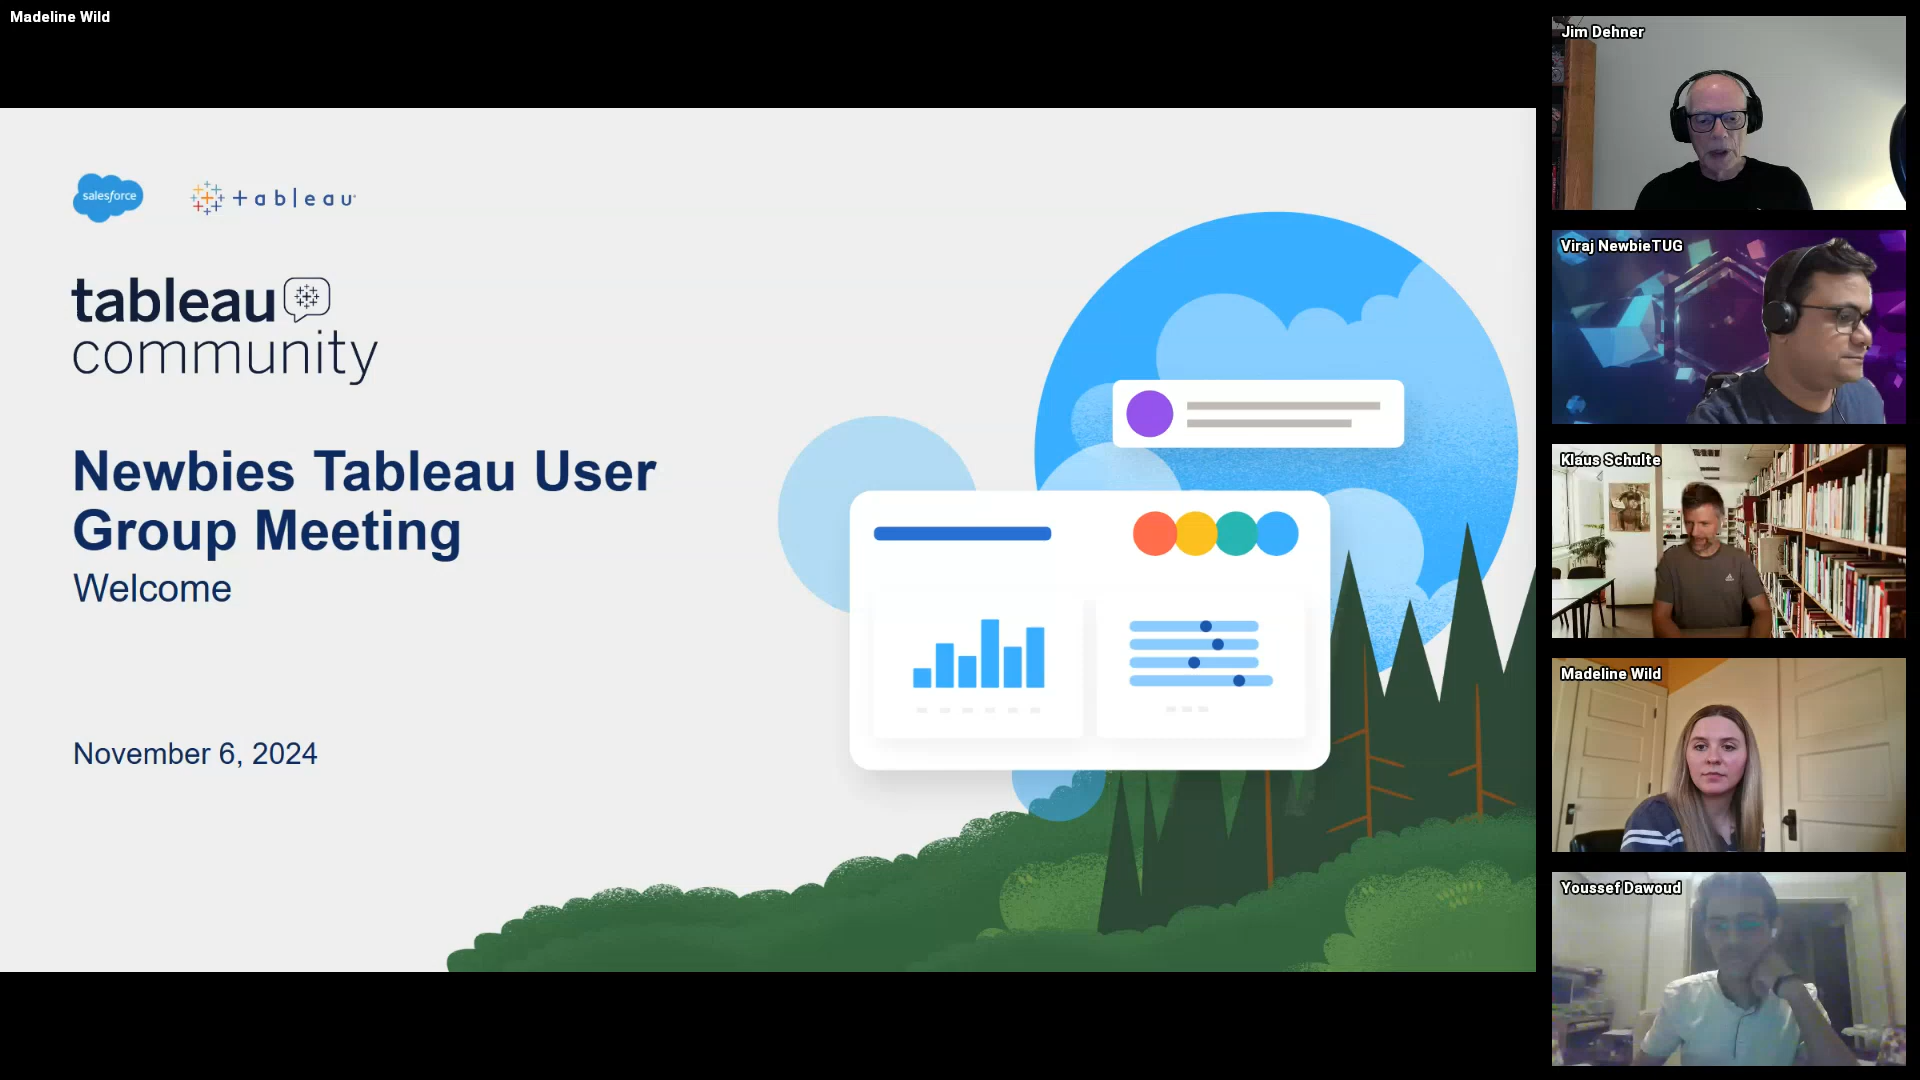 Madeline Wild
salesforce
+ableau
tableau
community
Newbies Tableau User
Group Meeting
Welcome
November 6, 2024
Jim Dehner
Viraj NewbieTUG
Klaus Schulte
Madeline Wild
Youssef Dawoud